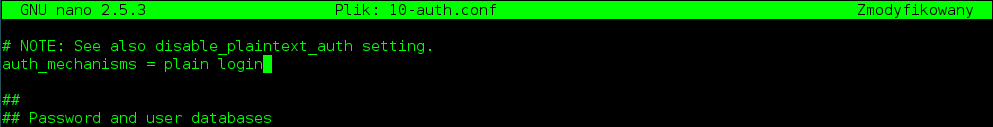 GNU nano 2.5.3 Plik: 10-auth.conf Zmodyfikowany
# NOTE: See also disable_plaintext_auth setting.
auth_mechanisms = plain login
##
## Password and user databases